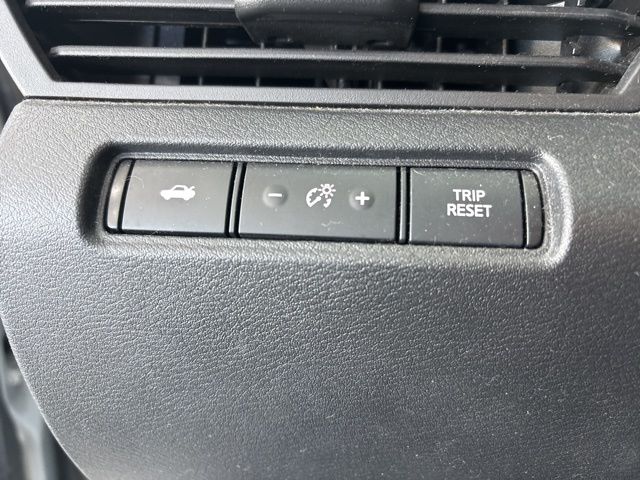 - +
TRIP
RESET